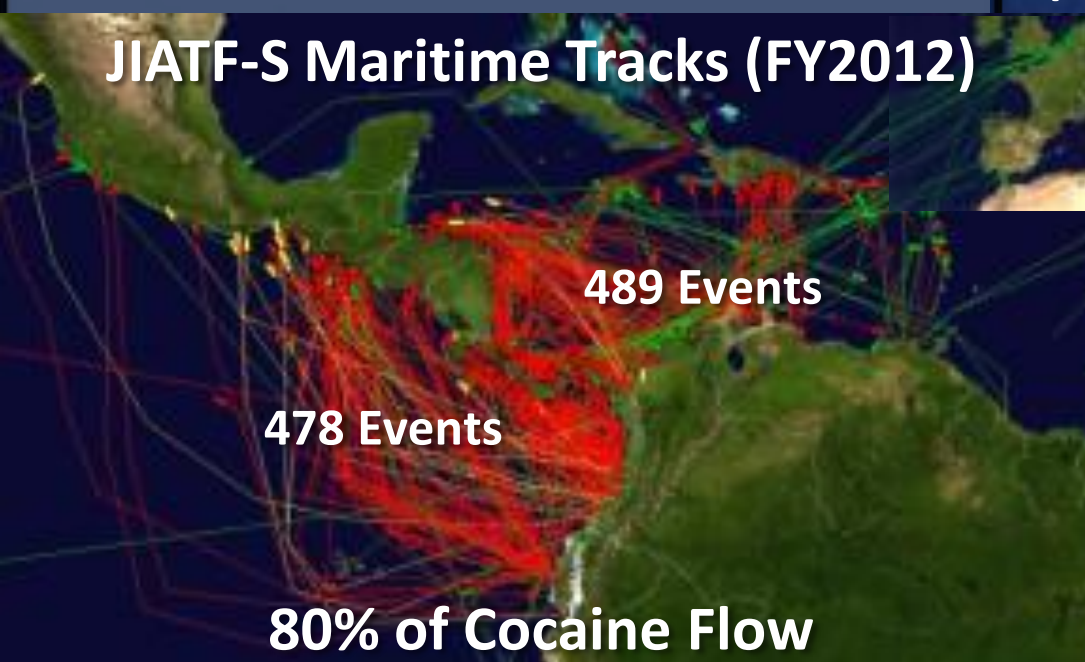 JIATF-S Maritime Tracks (FY2012)
489 Events
478 Events
80% of Cocaine Flow